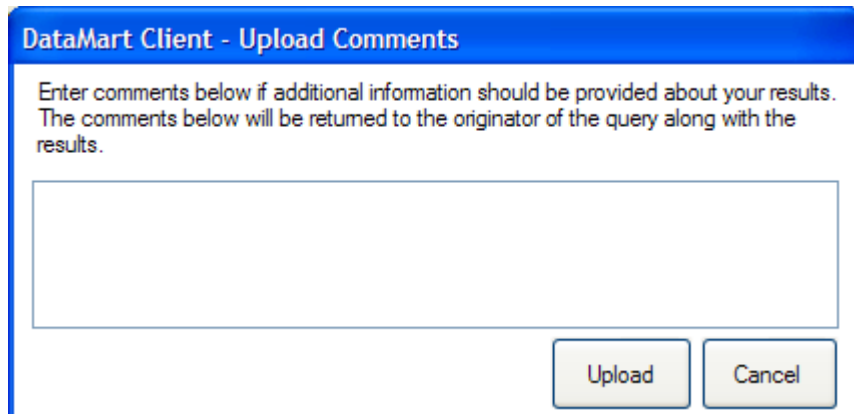 DataMart Client - Upload Comments
Enter comments below if additional information should be provided about your results.
The comments below will be returned to the originator of the query along with the
results.
Upload Cancel